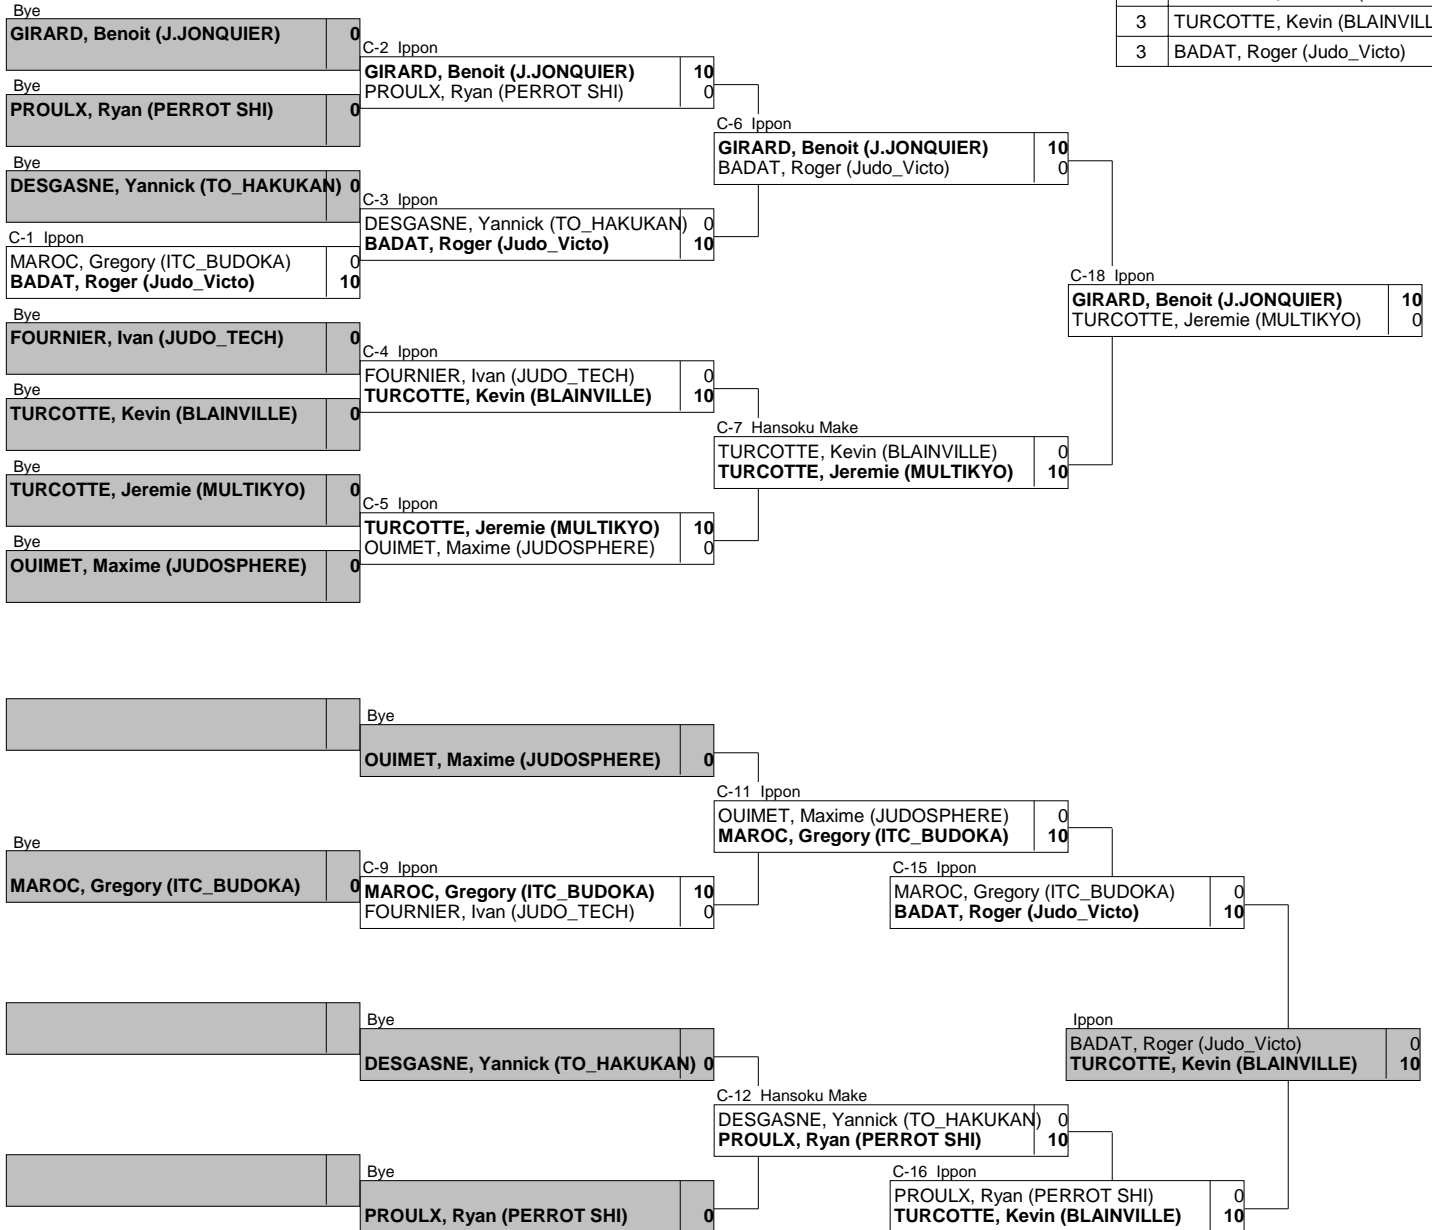 3 TURCOTTE, Kevin (BLAINVILL
3 BADAT, Roger (Judo_Victo)
Bye
GIRARD, Benoit (J.JONQUIER) 0
Bye
PROULX, Ryan (PERROT SHI) 0
Bye
DESGASNE, Yannick (TO_HAKUKAN) 0
C-1 Ippon
MAROC, Gregory (ITC_BUDOKA) 0
BADAT, Roger (Judo_Victo) 10
Bye
FOURNIER, Ivan (JUDO_TECH) 0
Bye
TURCOTTE, Kevin (BLAINVILLE) 0
Bye
TURCOTTE, Jeremie (MULTIKYO) 0
Bye
OUIMET, Maxime (JUDOSPHERE) 0
C-2 Ippon
GIRARD, Benoit (J.JONQUIER) 10
PROULX, Ryan (PERROT SHI) 0
C-3 Ippon
DESGASNE, Yannick (TO_HAKUKAN) 0
BADAT, Roger (Judo_Victo) 10
C-4 Ippon
FOURNIER, Ivan (JUDO_TECH) 0
TURCOTTE, Kevin (BLAINVILLE) 10
C-5 Ippon
TURCOTTE, Jeremie (MULTIKYO) 10
OUIMET, Maxime (JUDOSPHERE) 0
C-6 Ippon
GIRARD, Benoit (J.JONQUIER) 10
BADAT, Roger (Judo_Victo) 0
C-7 Hansoku Make
TURCOTTE, Kevin (BLAINVILLE) 0
TURCOTTE, Jeremie (MULTIKYO) 10
C-18 Ippon
GIRARD, Benoit (J.JONQUIER) 10
TURCOTTE, Jeremie (MULTIKYO) 0
Bye
MAROC, Gregory (ITC_BUDOKA) 0
Bye
OUIMET, Maxime (JUDOSPHERE) 0
C-9 Ippon
MAROC, Gregory (ITC_BUDOKA) 10
FOURNIER, Ivan (JUDO_TECH) 0
Bye
DESGASNE, Yannick (TO_HAKUKAN) 0
Bye
PROULX, Ryan (PERROT SHI) 0
C-11 Ippon
OUIMET, Maxime (JUDOSPHERE) 0
MAROC, Gregory (ITC_BUDOKA) 10
C-12 Hansoku Make
DESGASNE, Yannick (TO_HAKUKAN) 0
PROULX, Ryan (PERROT SHI) 10
C-15 Ippon
MAROC, Gregory (ITC_BUDOKA) 0
BADAT, Roger (Judo_Victo) 10
C-16 Ippon
PROULX, Ryan (PERROT SHI) 0
TURCOTTE, Kevin (BLAINVILLE) 10
Ippon
BADAT, Roger (Judo_Victo) 0
TURCOTTE, Kevin (BLAINVILLE) 10